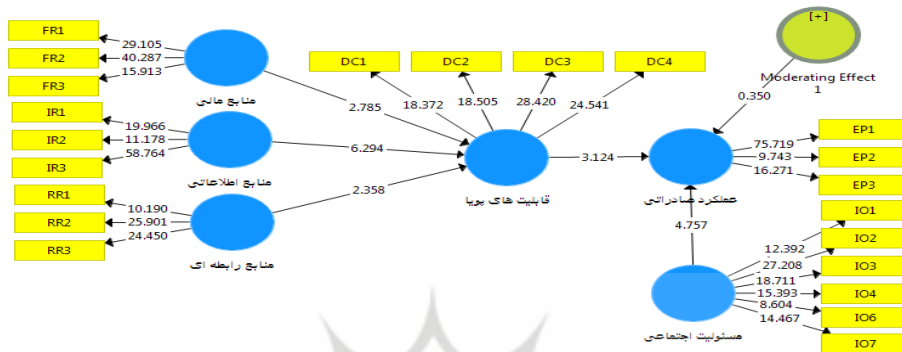 FR1
FR2
FR3
29.105
40.287
15.913
منابع مالی
IR1
IR2
IR3
19.966
11.178
58.764
منابع اطلاعاتی
RR1
RR2
RR3
10.190
25.901
24.450
منابع رابطه ای
2.785
6.294
2.358
DC1
DC2
DC3
DC4
18.372
18.505
28.420
24.541
قابلیت های پویا
3.124
[+]
Moderating Effect
1
0.350
عملکرد صادراتی
75.719
9.743
16.271
EP1
EP2
EP3
4.757
مسئولیت اجتماعی
12.392
27.208
18.711
15.393
8.604
14.467
IO1
IO2
IO3
IO4
IO6
IO7